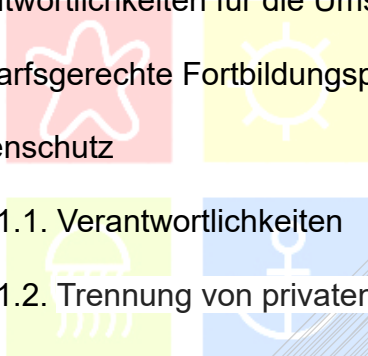 twortlichkeiten für die Ums
arfsgerechte Fortbildungsp
enschutz
1.1. Verantwortlichkeiten
1.2. Trennung von privaten